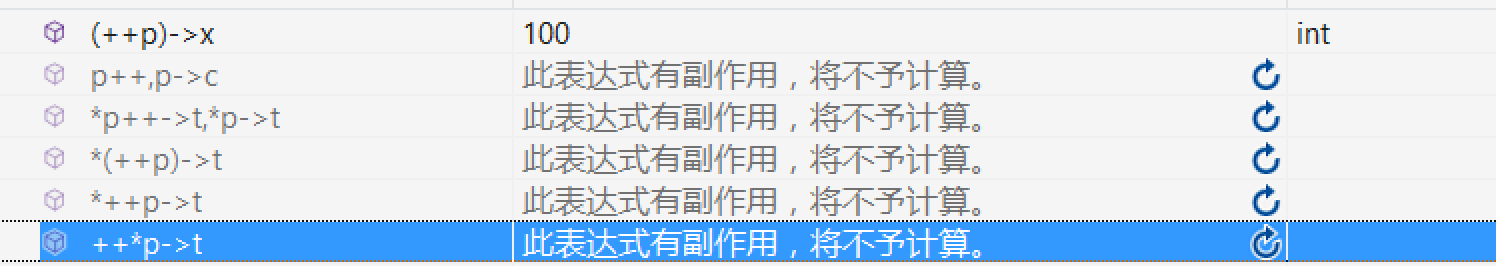 (++p)->x 100 int
p++,p->c 此表达式有副作用，将不予计算。
*p++->t,*p->t 此表达式有副作用，将不予计算。
*(++p)->t 此表达式有副作用，将不予计算。
*++p->t 此表达式有副作用，将不予计算。
++*p->t 此表达式有副作用，将不予计算。